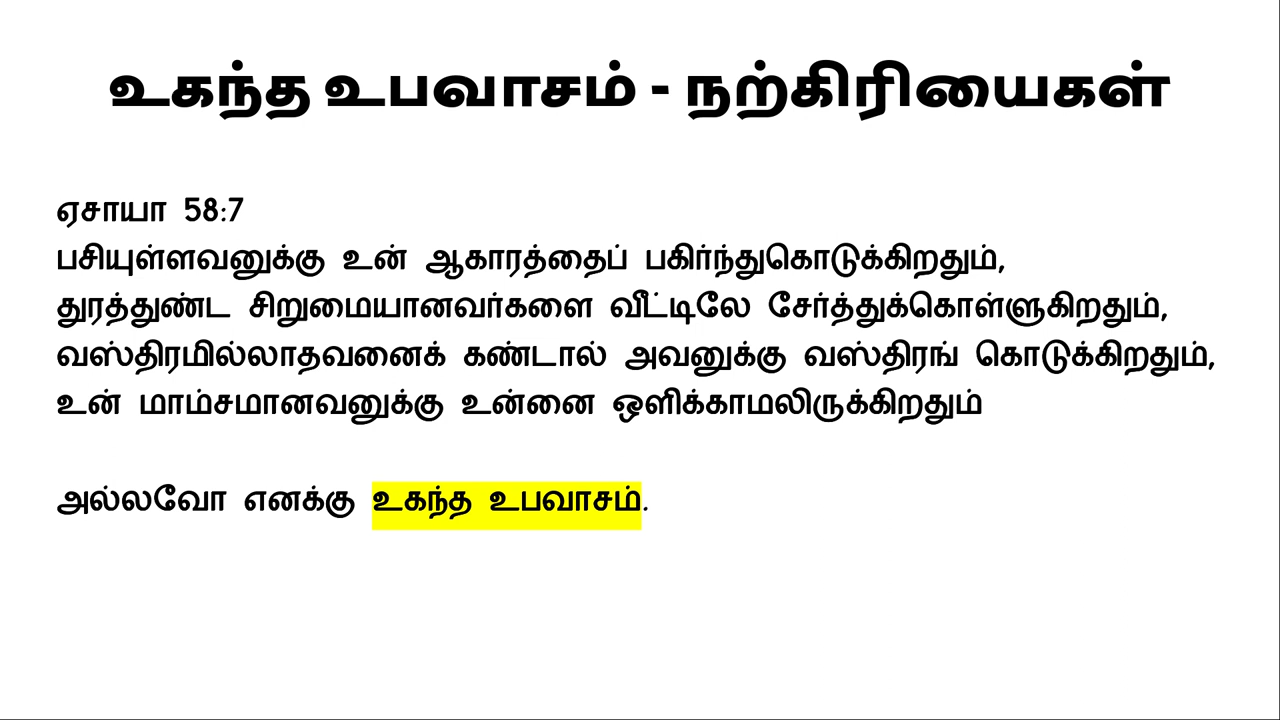 உகந்த உபவாசம் - நற்கிரியைகள்
ஏசாயா 58:7
பசியுள்ளவனுக்கு உன் ஆகாரத்தைப் பகிர்ந்துகொடுக்கிறதும்,
துரத்துண்ட சிறுமையானவர்களை வீட்டிலே சேர்த்துக்கொள்ளுகிறதும்,
வஸ்திரமில்லாதவனைக் கண்டால் அவனுக்கு வஸ்திரங் கொடுக்கிறதும்,
உன் மாம்சமானவனுக்கு உன்னை ஒளிக்காமலிருக்கிறதும்
அல்லவோ எனக்கு உகந்த உபவாசம்.